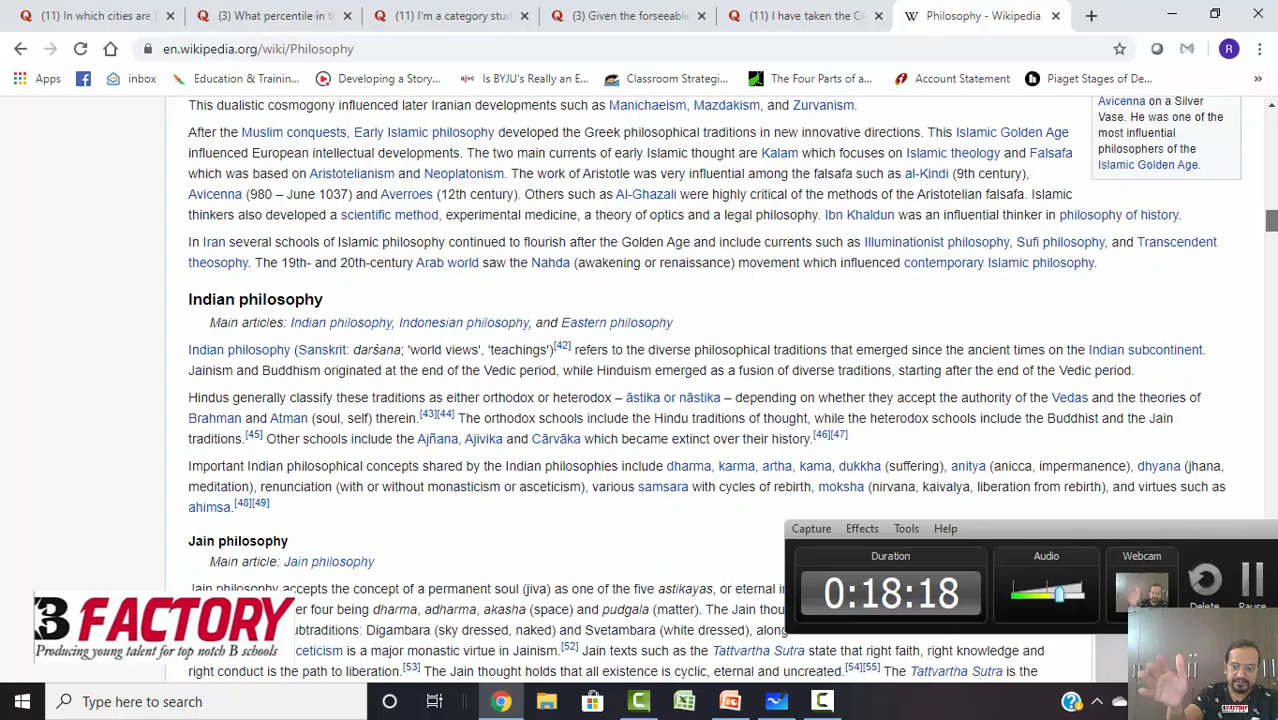 (11) In which cities are
(3) What percentile in t
(11) I'm a category stu
(3) Given the forseeable
(11) I have taken the CA
Philosophy - Wikipedia
en.wikipedia.org/wiki/Philosophy
R
Apps
inbox
Education & Trainin...
Developing a Story...
ajvc Is BYJU's Really an E...
Classroom Strategi...
The Four Parts of a...
Account Statement
Piaget Stages of De...
This dualistic cosmogony influenced later Iranian developments such as Manichaeism, Mazdakism, and Zurvanism.
After the Muslim conquests, Early Islamic philosophy developed the Greek philosophical traditions in new innovative directions. This Islamic Golden Age
influenced European intellectual developments. The two main currents of early Islamic thought are Kalam which focuses on Islamic theology and Falsafa
which was based on Aristotelianism and Neoplatonism. The work of Aristotle was very influential among the falsafa such as al-Kindi (9th century),
Avicenna (980 – June 1037) and Averroes (12th century). Others such as Al-Ghazali were highly critical of the methods of the Aristotelian falsafa. Islamic
thinkers also developed a scientific method, experimental medicine, a theory of optics and a legal philosophy. Ibn Khaldun was an influential thinker in philosophy of history.
In Iran several schools of Islamic philosophy continued to flourish after the Golden Age and include currents such as Illuminationist philosophy, Sufi philosophy, and Transcendent
theosophy. The 19th- and 20th-century Arab world saw the Nahda (awakening or renaissance) movement which influenced contemporary Islamic philosophy.
Avicenna on a Silver
Vase. He was one of the
most influential
philosophers of the
Islamic Golden Age.
Indian philosophy
Main articles: Indian philosophy, Indonesian philosophy, and Eastern philosophy
Indian philosophy (Sanskrit: darśana; 'world views', 'teachings')[42] refers to the diverse philosophical traditions that emerged since the ancient times on the Indian subcontinent.
Jainism and Buddhism originated at the end of the Vedic period, while Hinduism emerged as a fusion of diverse traditions, starting after the end of the Vedic period.
Hindus generally classify these traditions as either orthodox or heterodox – āstika or nāstika – depending on whether they accept the authority of the Vedas and the theories of
Brahman and Atman (soul, self) therein.[43][44] The orthodox schools include the Hindu traditions of thought, while the heterodox schools include the Buddhist and the Jain
traditions.[45] Other schools include the Ajñana, Ajivika and Cārvāka which became extinct over their history.[46][47]
Important Indian philosophical concepts shared by the Indian philosophies include dharma, karma, artha, kama, dukkha (suffering), anitya (anicca, impermanence), dhyana (jhana,
meditation), renunciation (with or without monasticism or asceticism), various samsara with cycles of rebirth, moksha (nirvana, kaivalya, liberation from rebirth), and virtues such as
ahimsa.[48][49]
Jain philosophy
Main article: Jain philosophy
Jain philosophy accepts the concept of a permanent soul (jiva) as one of the five astikayas, or eternal in
er four being dharma, adharma, akasha (space) and pudgala (matter). The Jain thou
ubtraditions: Digambara (sky dressed, naked) and Svetambara (white dressed), along
sceticism is a major monastic virtue in Jainism.[52] Jain texts such as the Tattvartha Sutra state that right faith, right knowledge and
right conduct is the path to liberation.[53] The Jain thought holds that all existence is cyclic, eternal and uncreated.[54][55] The Tattvartha Sutra is the
Capture Effects Tools Help
Duration
Audio
Webcam
0:18:18
Delete
Pause
B FACTORY
Producing young talent for top notch B schools
Type here to search
B FACTORY